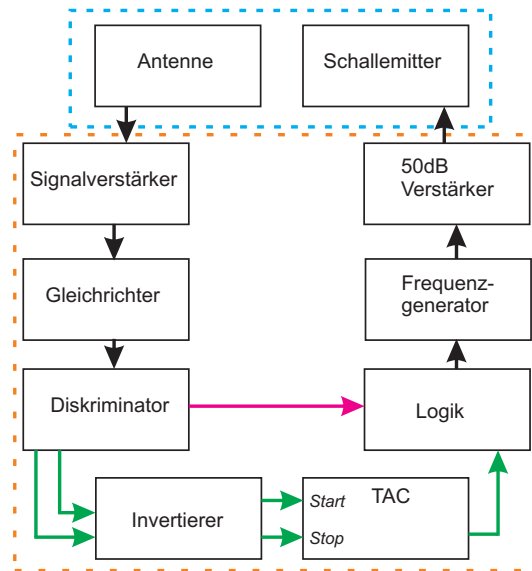 Antenne
Schallemitter
Signalverstärker
50dB
Verstärker
Gleichrichter
Frequenz-
generator
Diskriminator
Logik
Invertierer
Start
TAC
Stop